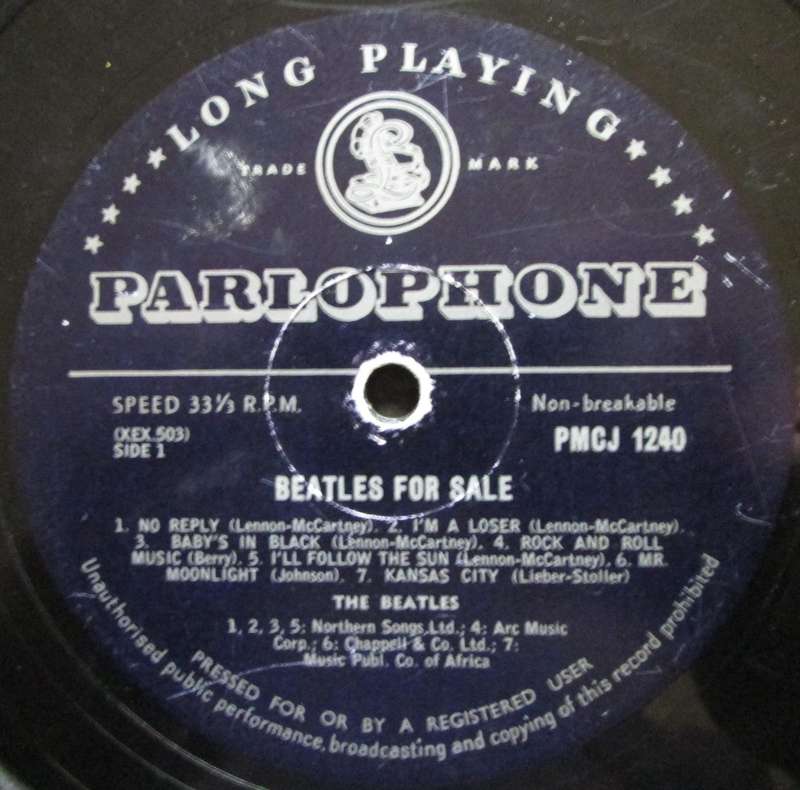 LONG PLAYING
TRADE MARK
£
PARLOPHONE
SPEED 33⅓ R.P.M.
Non-breakable
(XEX.503)
SIDE 1
PMCJ 1240
BEATLES FOR SALE
1. NO REPLY (Lennon-McCartney). 2. I'M A LOSER (Lennon-McCartney).
3. BABY'S IN BLACK (Lennon-McCartney). 4. ROCK AND ROLL
MUSIC (Berry). 5. I'LL FOLLOW THE SUN (Lennon-McCartney). 6. MR.
MOONLIGHT (Johnson). 7. KANSAS CITY (Lieber-Stoller)
THE BEATLES
1, 2, 3, 5: Northern Songs Ltd.; 4: Arc Music
Corp.; 6: Chappell & Co. Ltd.; 7:
Music Publ. Co. of Africa
PRESSED FOR OR BY A REGISTERED USER
Unauthorised public performance, broadcasting and copying of this record prohibited